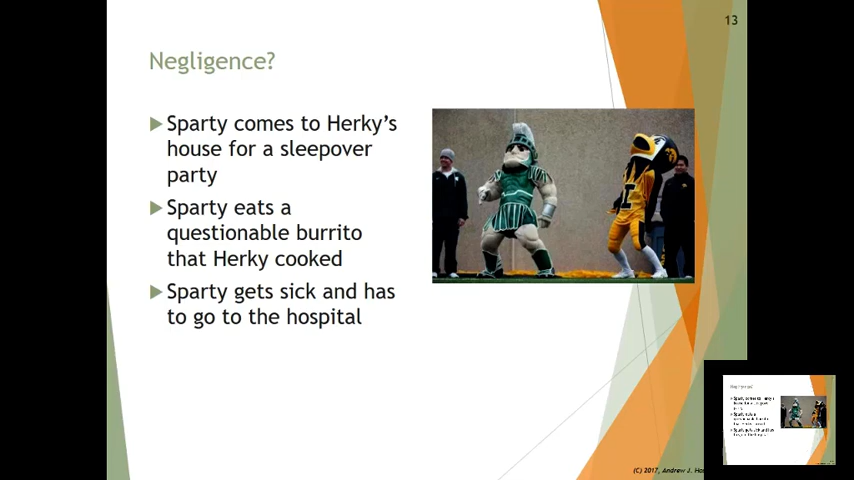 13
Negligence?
Sparty comes to Herky's
house for a sleepover
party
Sparty eats a
questionable burrito
that Herky cooked
Sparty gets sick and has
to go to the hospital
(C) 2017, Andrew J.